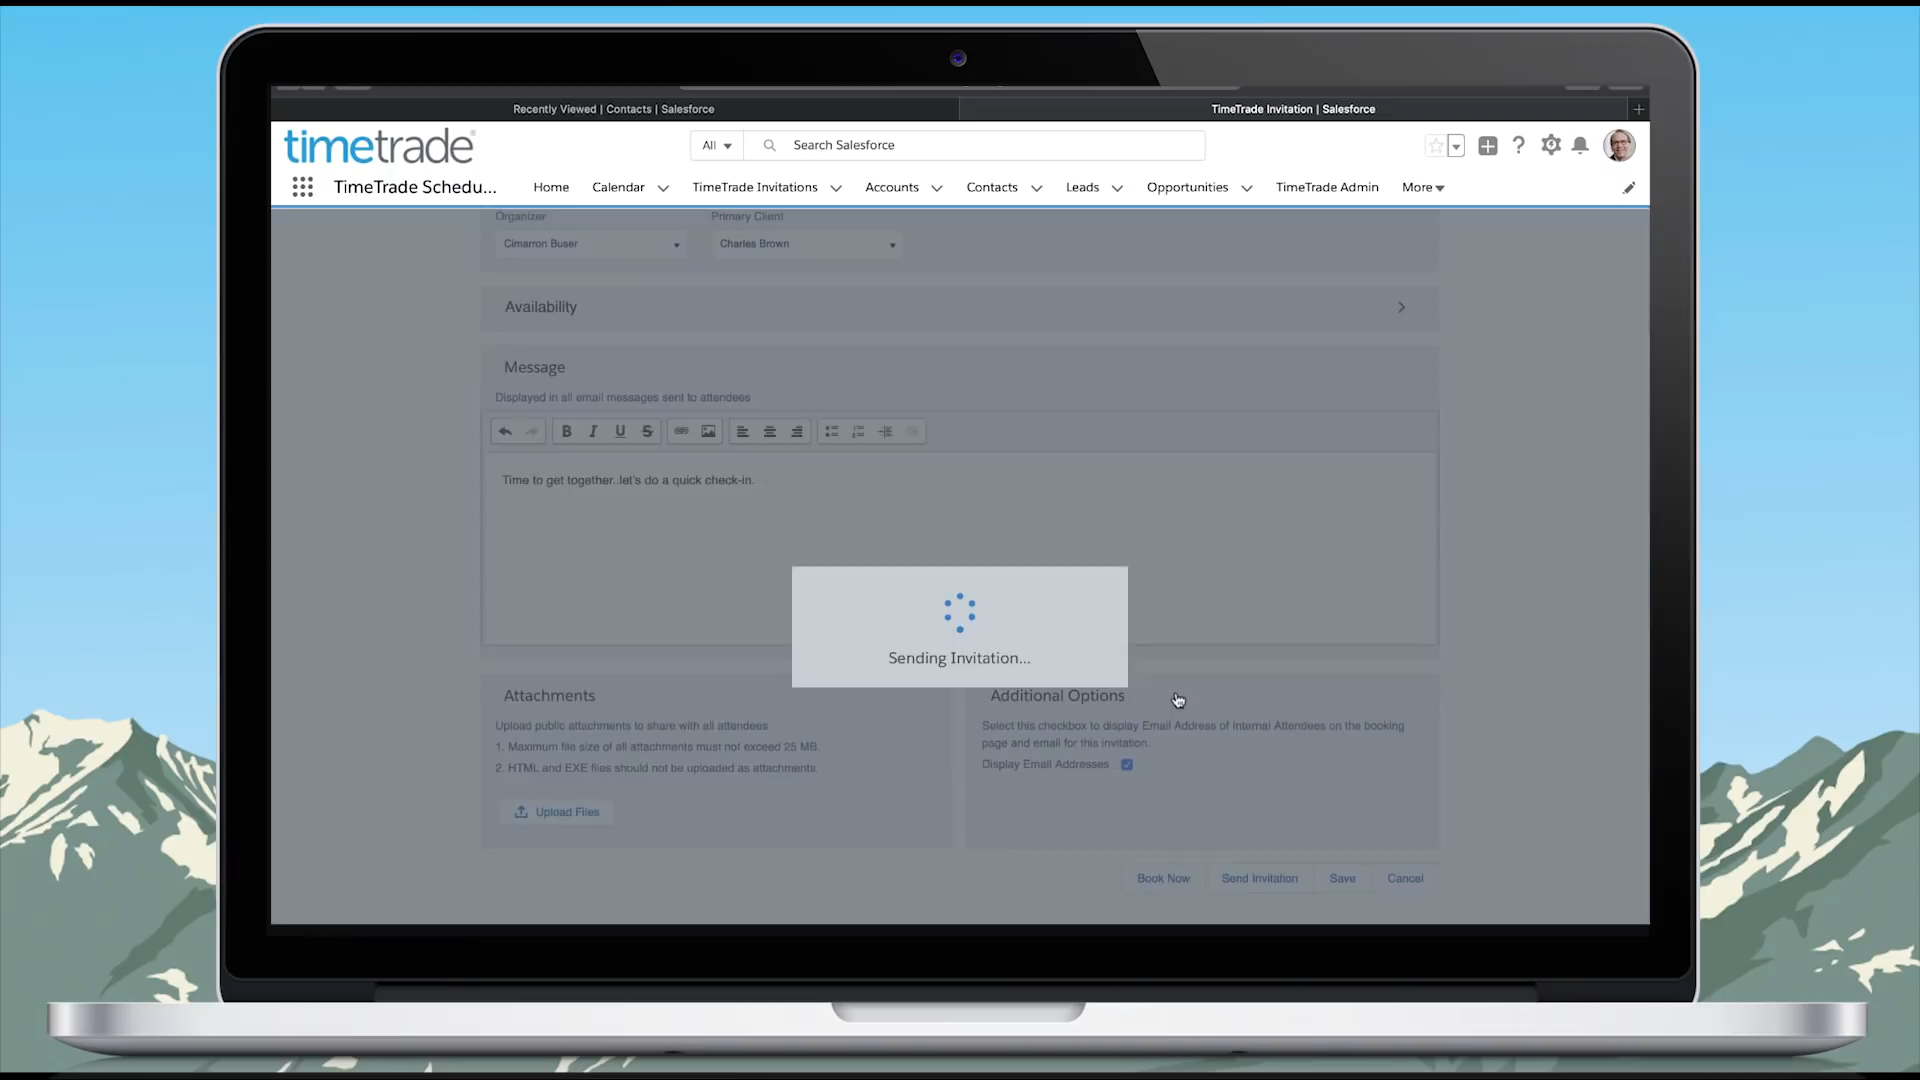 Recently Viewed | Contacts | Salesforce
TimeTrade Invitation | Salesforce
timetrade
All
Search Salesforce
TimeTrade Schedu...
Home
Calendar
TimeTrade Invitations
Accounts
Contacts
Leads
Opportunities
TimeTrade Admin
More
Organizer
Primary Client
Cimarron Buser
Charles Brown
Availability
Message
Displayed in all email messages sent to attendees
B I U S
Time to get together..let's do a quick check-in.
Sending Invitation...
Attachments
Upload public attachments to share with all attendees
1. Maximum file size of all attachments must not exceed 25 MB.
2. HTML and EXE files should not be uploaded as attachments.
Upload Files
Additional Options
Select this checkbox to display Email Address of Internal Attendees on the booking
page and email for this invitation.
Display Email Addresses
Book Now
Send Invitation
Save
Cancel